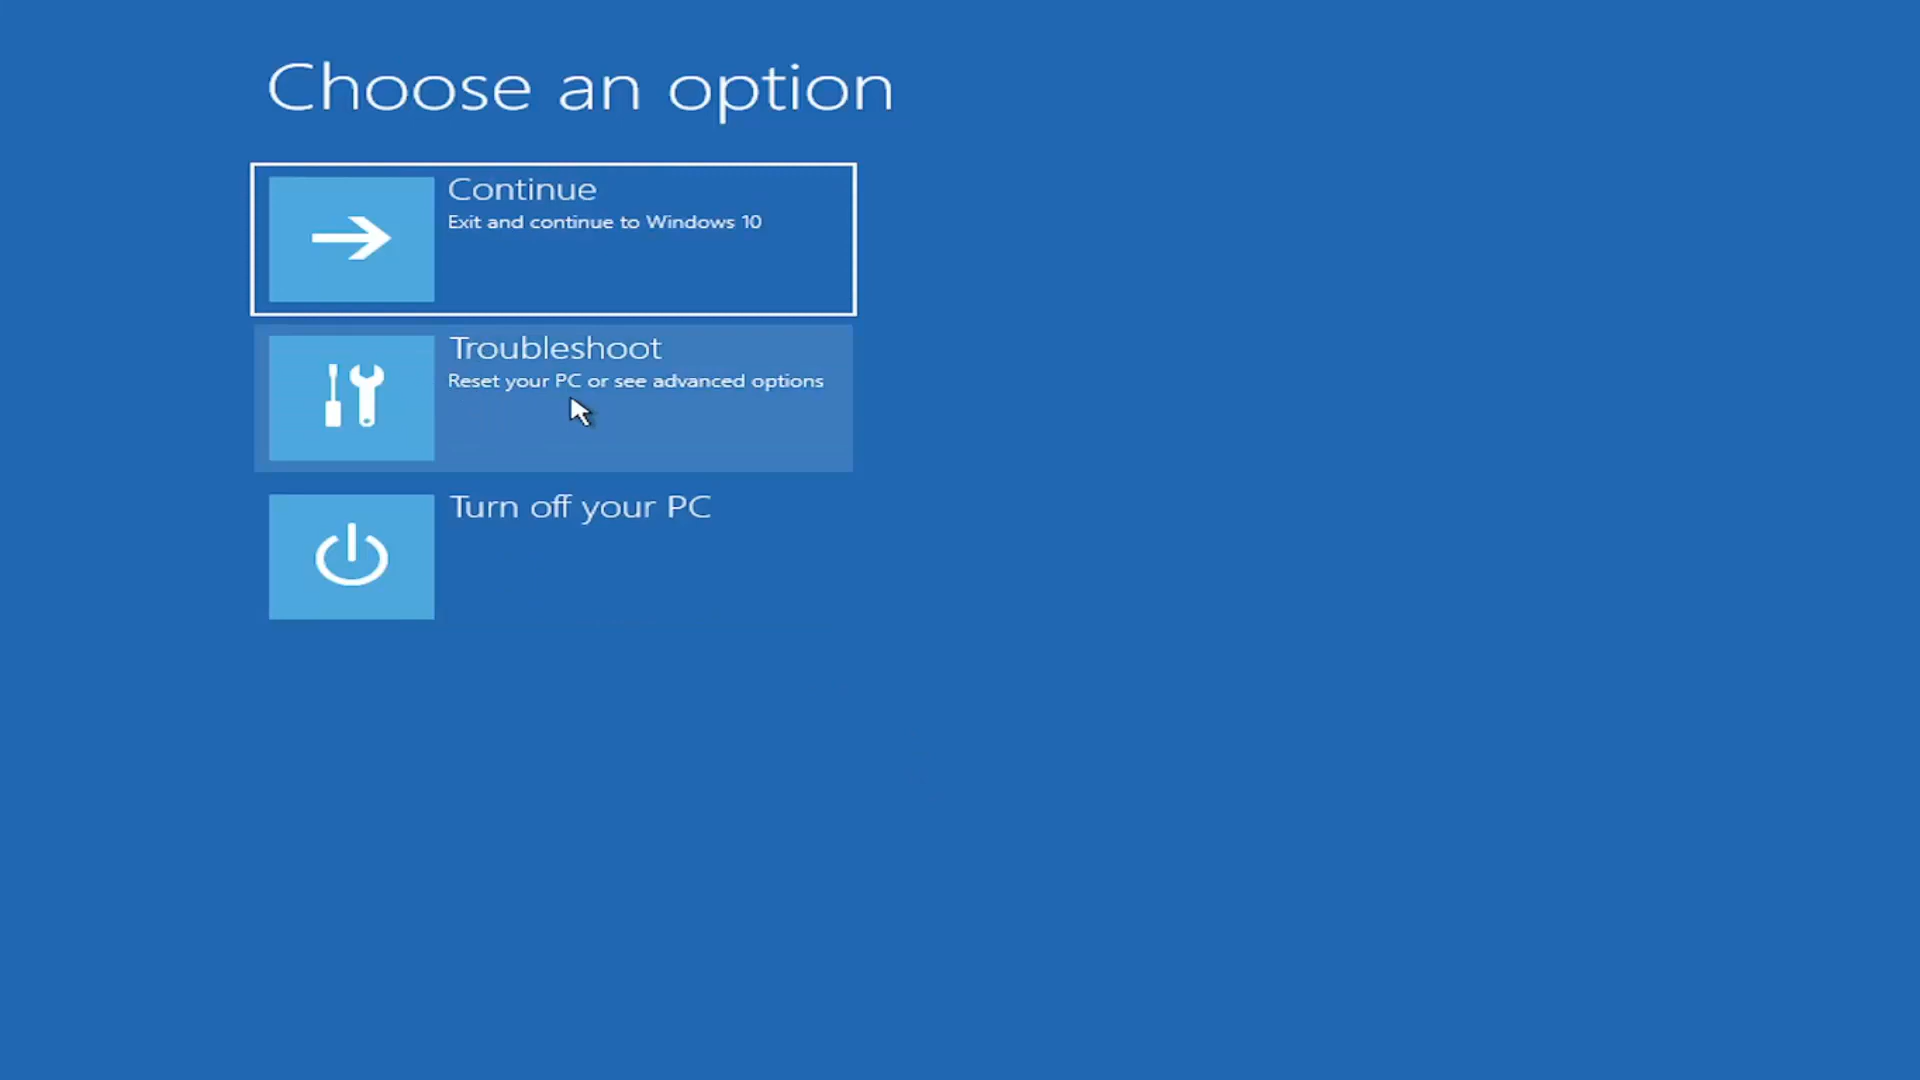 Choose an option
Continue
Exit and continue to Windows 10
Troubleshoot
Reset your PC or see advanced options
Turn off your PC